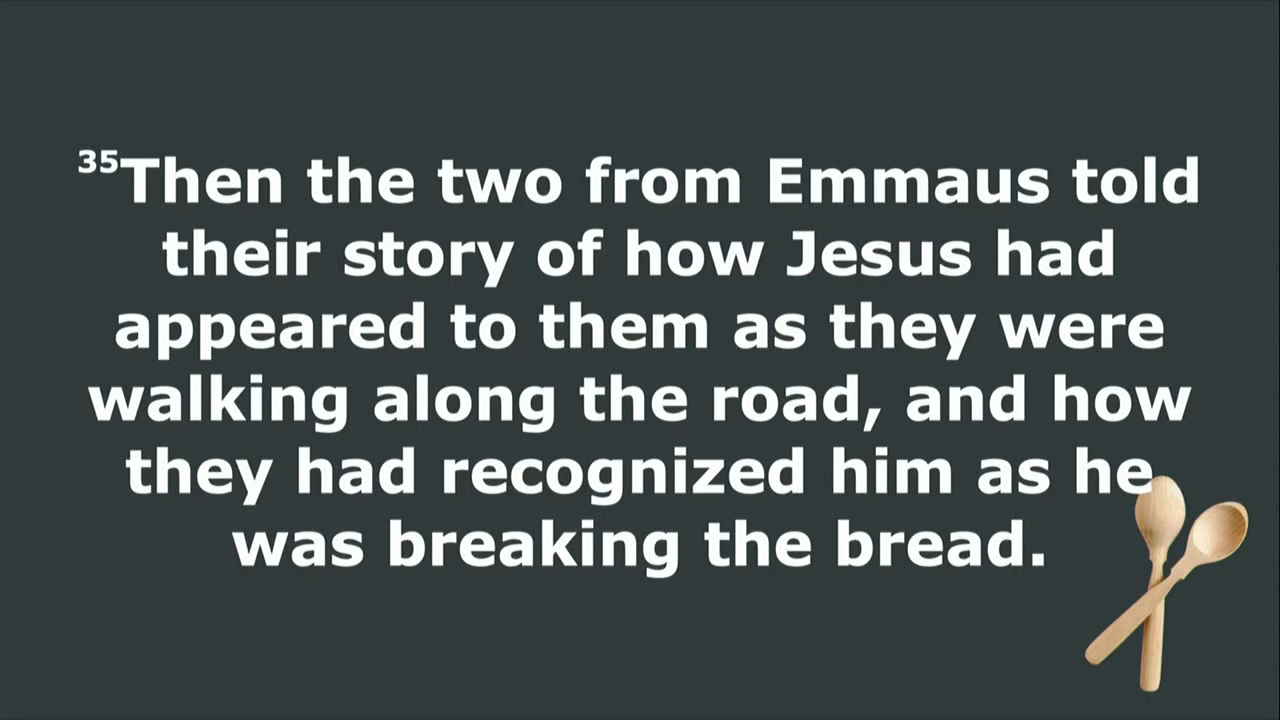 35Then the two from Emmaus told
their story of how Jesus had
appeared to them as they were
walking along the road, and how
they had recognized him as he
was breaking the bread.